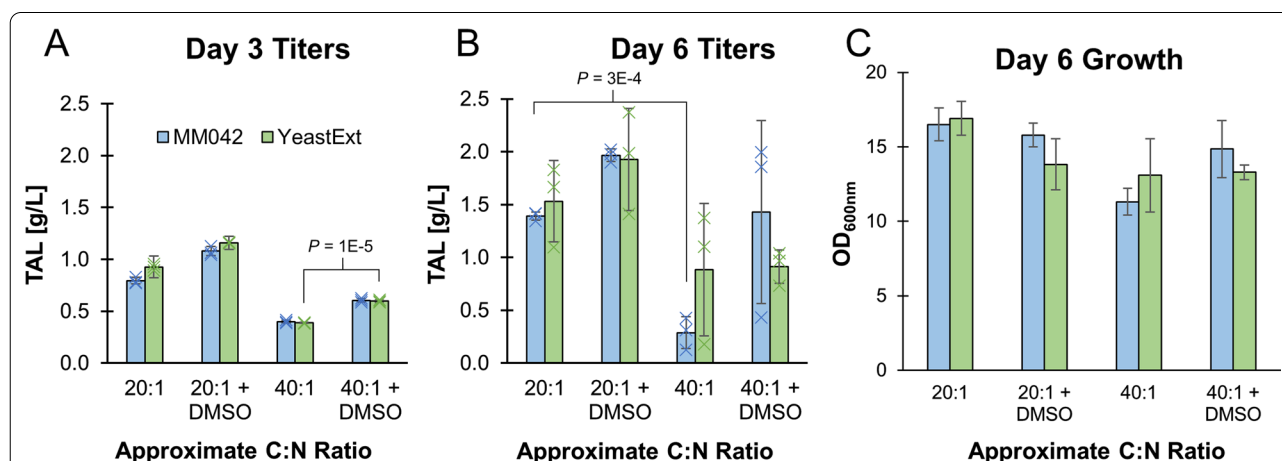 A
Day 3 Titers
TAL [g/L]
2.5
2.0
1.5
1.0
0.5
0.0
MM042
YeastExt
P = 1E-5
20:1
20:1 +
DMSO
40:1
40:1 +
DMSO
Approximate C:N Ratio
B
Day 6 Titers
P = 3E-4
TAL [g/L]
2.5
2.0
1.5
1.0
0.5
0.0
20:1
20:1 +
DMSO
40:1
40:1 +
DMSO
Approximate C:N Ratio
C
Day 6 Growth
OD600nm
20
15
10
5
0
20:1
20:1 +
DMSO
40:1
40:1 +
DMSO
Approximate C:N Ratio